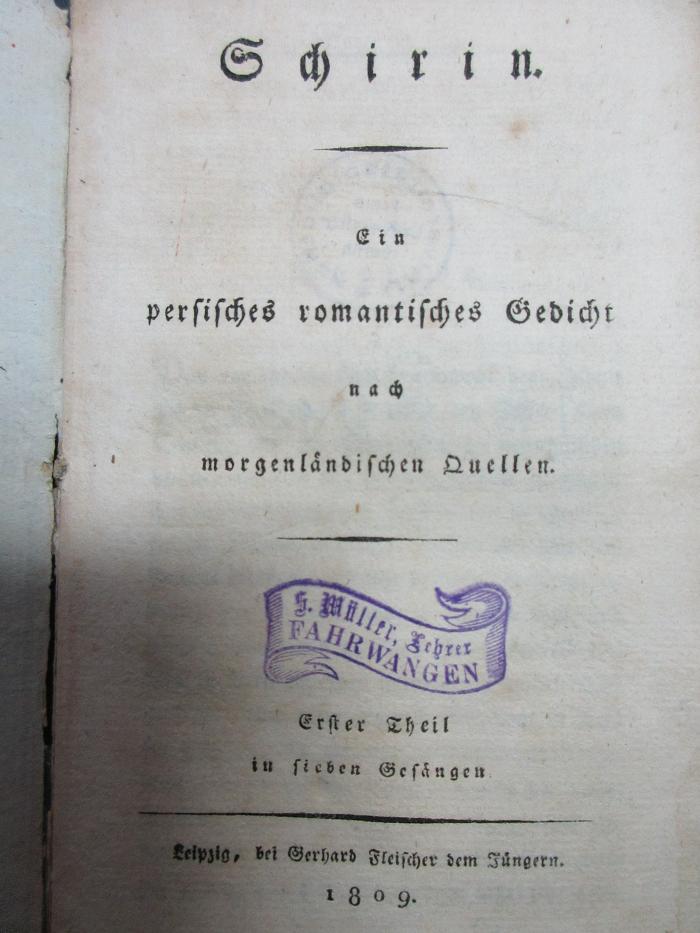 Schirin.
Ein
persisches romantisches Gedicht
nach
morgenländischen Quellen.
H. Müller, Lehrer
FAHRWANGEN
Erster Theil
in sieben Gesängen
Leipzig, bei Gerhard Fleischer dem Jüngern.
1809.